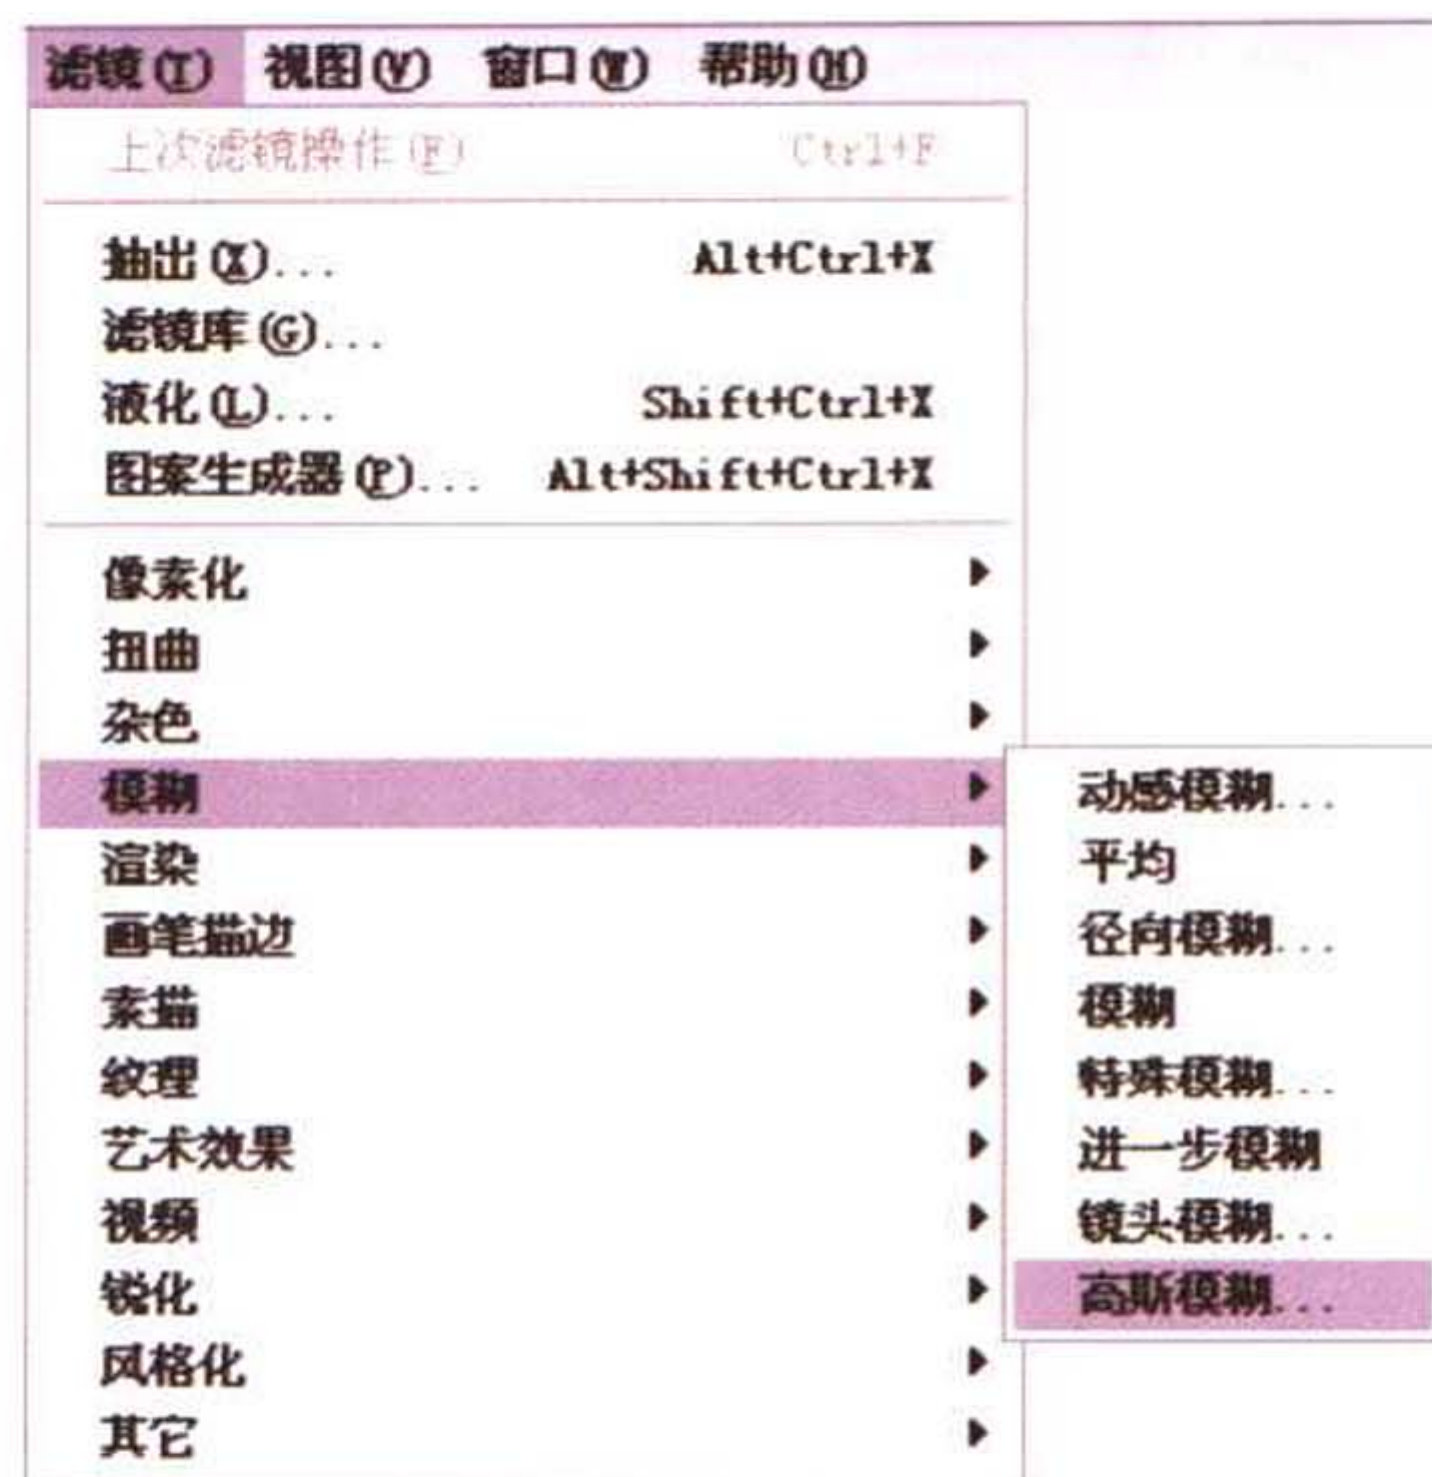 滤镜(T) 视图(V) 窗口(W) 帮助(H)
上次滤镜操作(F) Ctrl+F
抽出(X)... Alt+Ctrl+X
滤镜库(G)...
液化(L)... Shift+Ctrl+X
图案生成器(P)... Alt+Shift+Ctrl+X
像素化
扭曲
杂色
模糊
渲染
画笔描边
素描
纹理
艺术效果
视频
锐化
风格化
其它
动感模糊...
平均
径向模糊...
模糊
特殊模糊...
进一步模糊
镜头模糊...
高斯模糊...